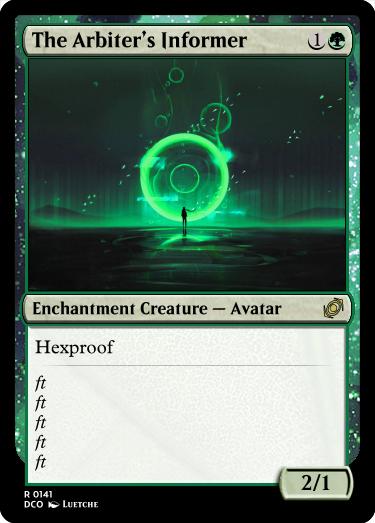 The Arbiter's Informer 1
Enchantment Creature — Avatar
Hexproof
ft
ft
ft
ft
ft
2/1
R 0141
DCO Luetche